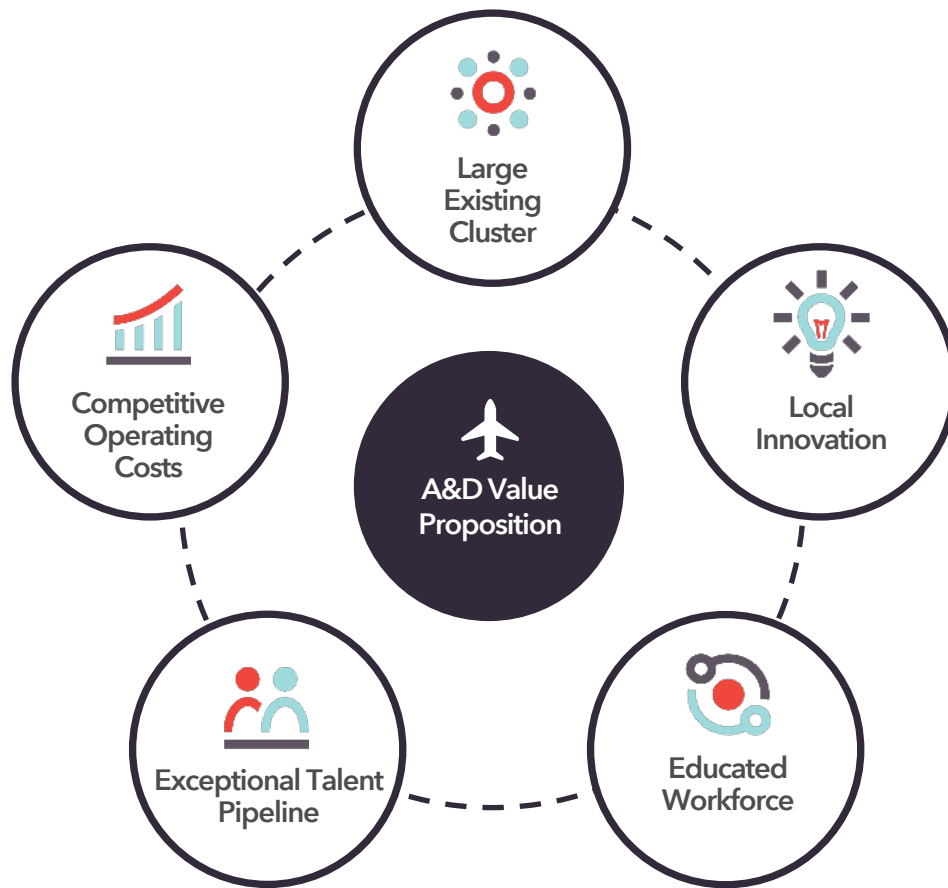 Large
Existing
Cluster
Local
Innovation
Educated
Workforce
Exceptional Talent
Pipeline
Competitive
Operating
Costs
A&D Value
Proposition